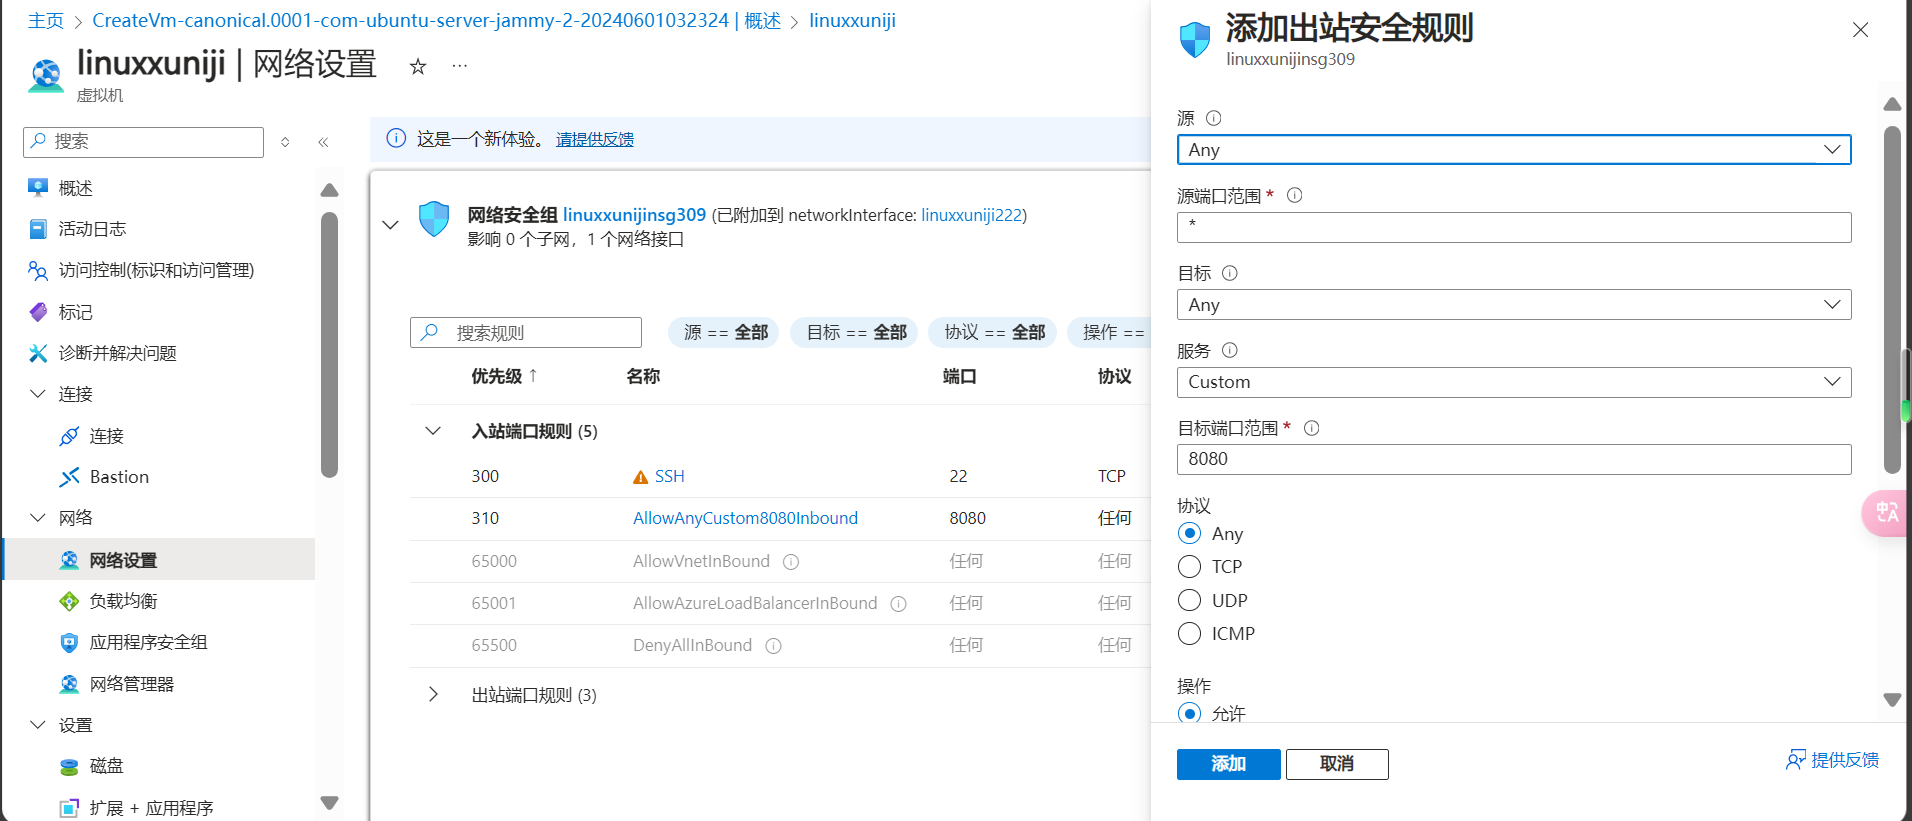 主页 > CreateVm-canonical.0001-com-ubuntu-server-jammy-2-20240601032324 | 概述 > linuxxuniji
linuxxuniji | 网络设置
虚拟机
搜索
概述
活动日志
访问控制(标识和访问管理)
标记
诊断并解决问题
连接
连接
Bastion
网络
网络设置
负载均衡
应用程序安全组
网络管理器
设置
磁盘
扩展 + 应用程序
这是一个新体验。 请提供反馈
网络安全组 linuxxunijinsg309 (已附加到 networkInterface: linuxxuniji222)
影响 0 个子网，1 个网络接口
搜索规则
源 == 全部
目标 == 全部
协议 == 全部
操作 ==
优先级 ↑ 名称 端口 协议
入站端口规则 (5)
300 SSH 22 TCP
310 AllowAnyCustom8080Inbound 8080 任何
65000 AllowVnetInBound 任何 任何
65001 AllowAzureLoadBalancerInBound 任何 任何
65500 DenyAllInBound 任何 任何
出站端口规则 (3)
添加出站安全规则
linuxxunijinsg309
源
Any
源端口范围 *
*
目标
Any
服务
Custom
目标端口范围 *
8080
协议
Any
TCP
UDP
ICMP
操作
允许
添加
取消
提供反馈
中A